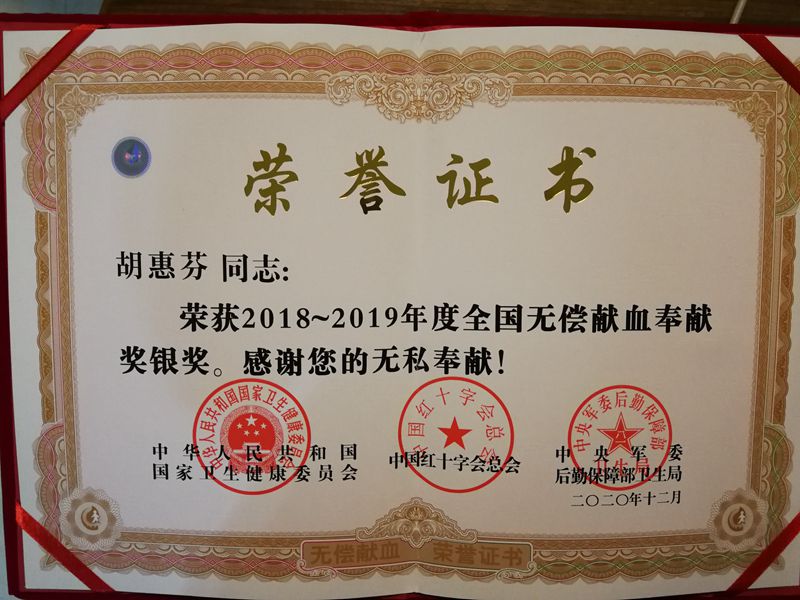 荣誉证书
胡惠芬 同志:
荣获2018~2019年度全国无偿献血奉献
奖银奖。感谢您的无私奉献!
中华人民共和国
国家卫生健康委员会
中国红十字会总会
中央军委
后勤保障部卫生局
二〇二〇年十二月
中华人民共和国国家卫生健康委员会
中国红十字会总会
中央军委后勤保障部
卫生局
无偿献血 荣誉证书